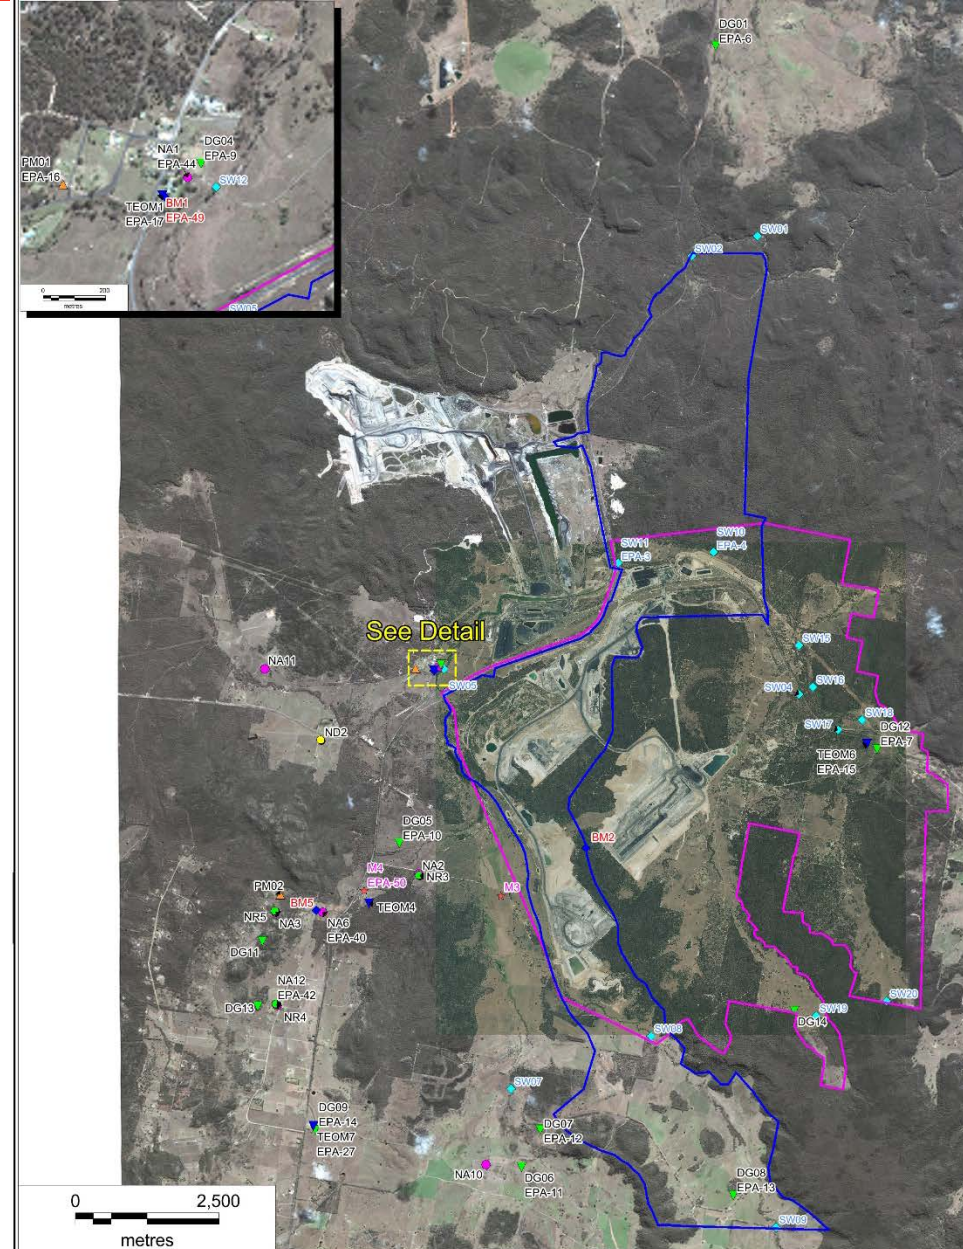 DG01
EPA-6
DG04
EPA-9
NA1
EPA-44
PM01
EPA-16
SW12
TEOM1
EPA-17
BM1
EPA-49
0
200
metres
SW05
SW01
SW02
SW11
EPA-3
SW10
EPA-4
See Detail
SW15
NA11
SW05
SW04
SW16
SW18
SW17
DG12
EPA-7
ND2
TEOM6
EPA-15
DG05
EPA-10
BM2
NA2
NR3
M4
EPA-50
PM02
M3
BM5
TEOM4
NR5
NA3
NA6
EPA-40
DG11
NA12
EPA-42
DG13
NR4
SW20
DG14
SW19
SW08
SW07
DG09
EPA-14
TEOM7
EPA-27
DG07
EPA-12
NA10
DG06
EPA-11
DG08
EPA-13
0
2,500
metres
SW09